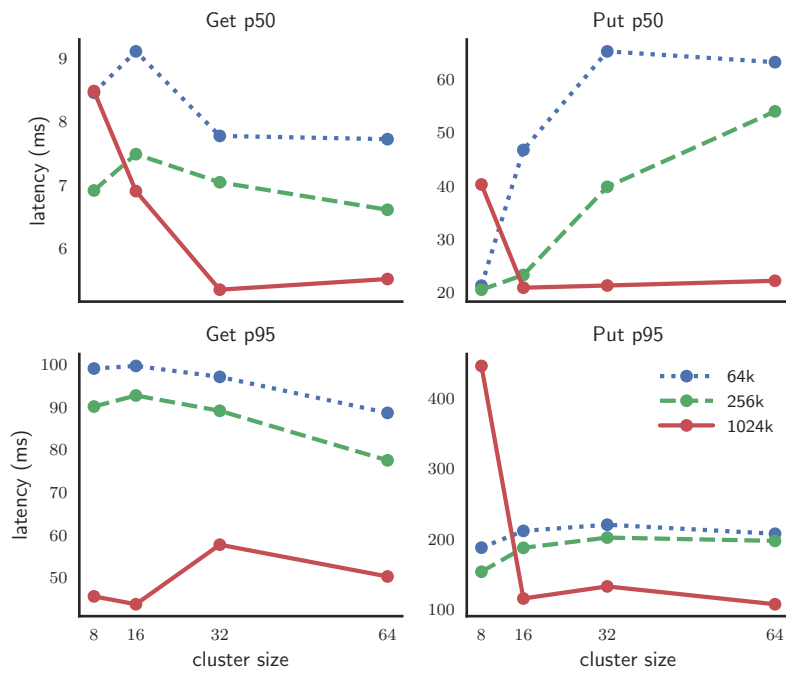 Get p50
Put p50
latency (ms)
9
8
7
6
60
50
40
30
20
Get p95
Put p95
latency (ms)
100
90
80
70
60
50
400
300
200
100
64k
256k
1024k
8 16 32 64
8 16 32 64
cluster size
cluster size